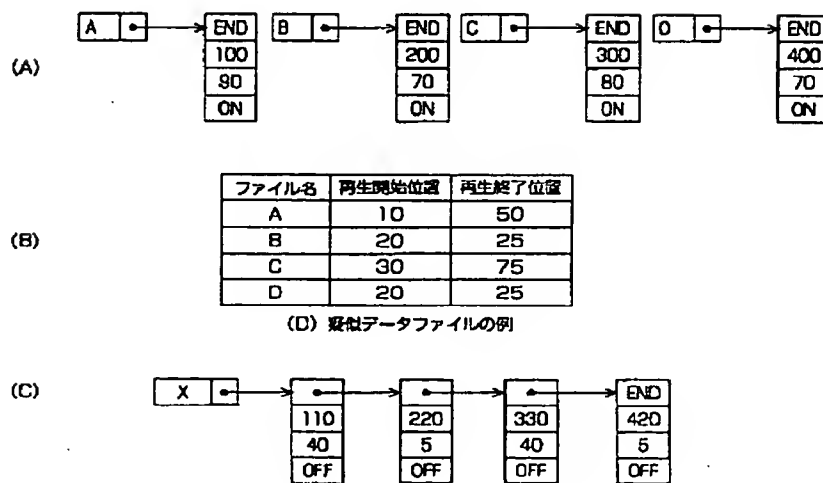 A END B END C END O END
(A) 100 200 300 400
90 70 80 70
ON ON ON ON
ファイル名 再生開始位置 再生終了位置
A 10 50
(B) B 20 25
C 30 75
D 20 25
(D) 疑似データファイルの例
(C) X END
110 220 330 420
40 5 40 5
OFF OFF OFF OFF